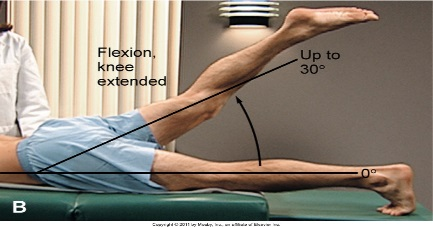 Flexion,
knee
extended
Up to
30°
0°
B
Copyright © 2011 by Mosby, Inc., an affiliate of Elsevier Inc.